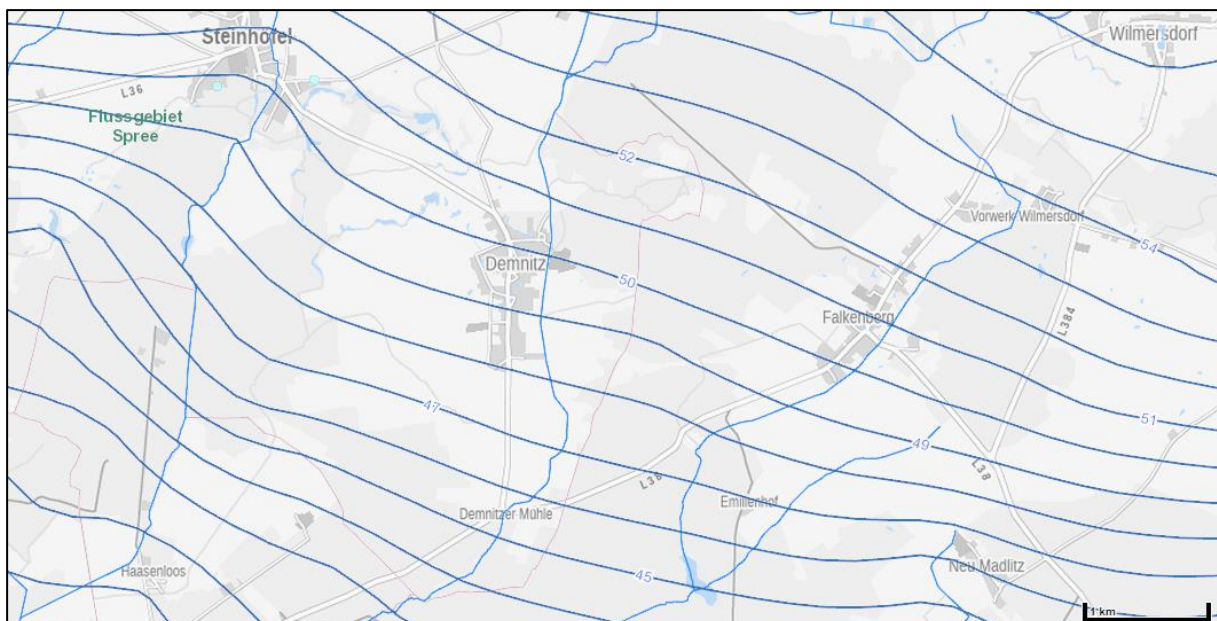 Steinhöfel
Wilmersdorf
L36
Flussgebiet
Spree
52
Vorwerk Wilmersdorf
54
Demnitz
50
Falkenberg
L384
47
51
49
L38
L38
Emilienhof
Demnitzer Mühle
Haasenloos
45
Neu Madlitz
1 km